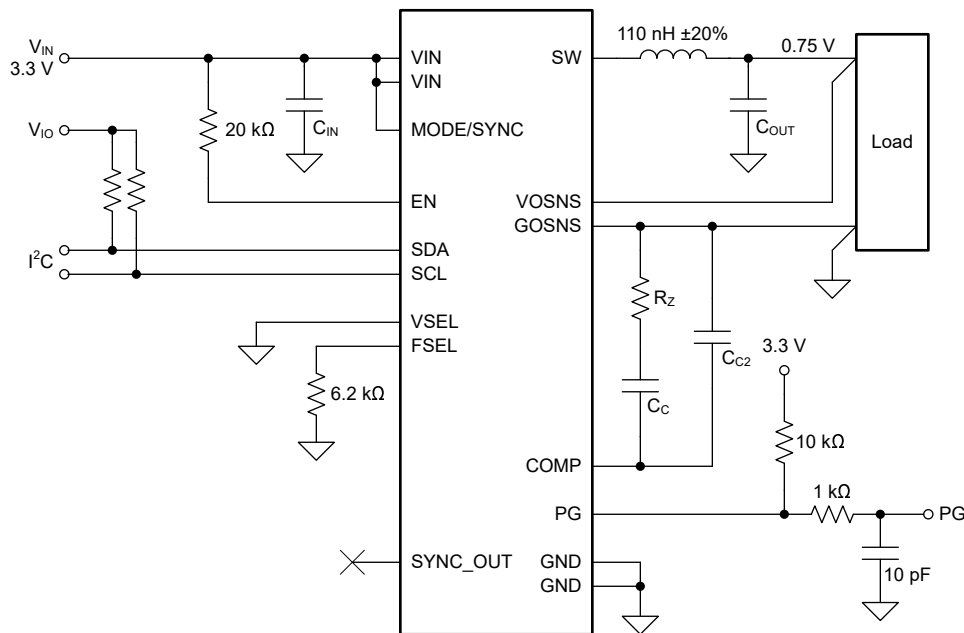 V_IN
3.3 V
VIN
VIN
MODE/SYNC
20 kΩ
C_IN
V_IO
EN
SDA
SCL
I²C
VSEL
FSEL
6.2 kΩ
SYNC_OUT
SW
110 nH ±20%
0.75 V
C_OUT
Load
VOSNS
GOSNS
R_Z
C_C2
C_C
COMP
3.3 V
10 kΩ
PG
1 kΩ
PG
10 pF
GND
GND